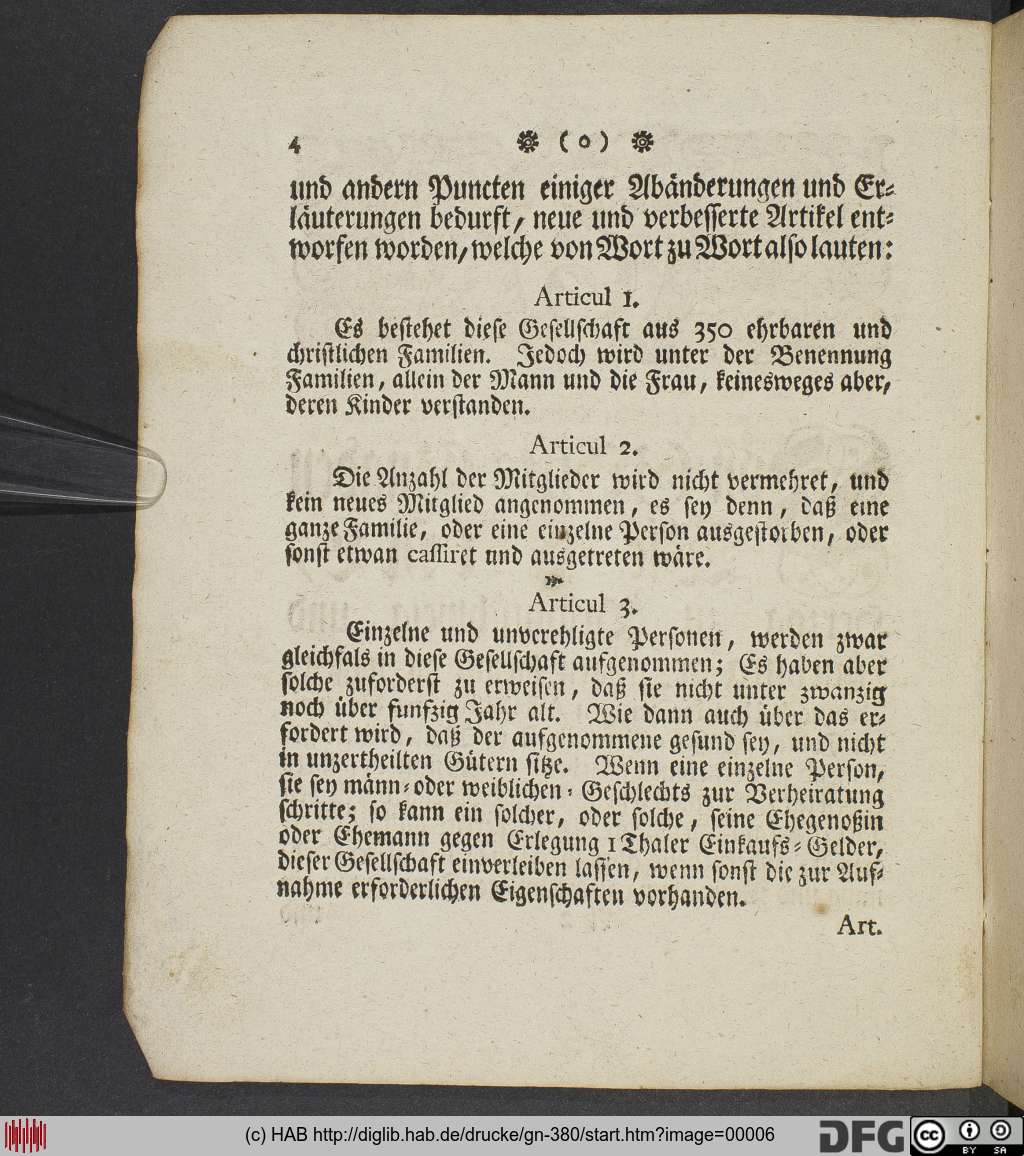 4 ❋ ( o ) ❋
und andern Puncten einiger Abänderungen und Er⸗
läuterungen bedurft, neue und verbesserte Artikel ent⸗
worfen worden, welche von Wort zu Wort also lauten:
Articul 1.
Es bestehet diese Gesellschaft aus 350 ehrbaren und
christlichen Familien. Jedoch wird unter der Benennung
Familien, allein der Mann und die Frau, keinesweges aber,
deren Kinder verstanden.
Articul 2.
Die Anzahl der Mitglieder wird nicht vermehret, und
kein neues Mitglied angenommen, es sey denn, daß eine
ganze Familie, oder eine einzelne Person ausgestorben, oder
sonst etwan cassiret und ausgetreten wäre.
Articul 3.
Einzelne und unverehligte Personen, werden zwar
gleichfals in diese Gesellschaft aufgenommen; Es haben aber
solche zuforderst zu erweisen, daß sie nicht unter zwanzig
noch über funfzig Jahr alt. Wie dann auch über das er⸗
fordert wird, daß der aufgenommene gesund sey, und nicht
in unzertheilten Gütern sitze. Wenn eine einzelne Person,
sie sey männ⸗oder weiblichen⸗Geschlechts zur Verheiratung
schritte; so kann ein solcher, oder solche, seine Ehegenoßin
oder Ehemann gegen Erlegung 1 Thaler Einkaufs⸗Gelder,
dieser Gesellschaft einverleiben lassen, wenn sonst die zur Auf⸗
nahme erforderlichen Eigenschaften vorhanden.
Art.
(c) HAB http://diglib.hab.de/drucke/gn-380/start.htm?image=00006
DFG cc BY SA